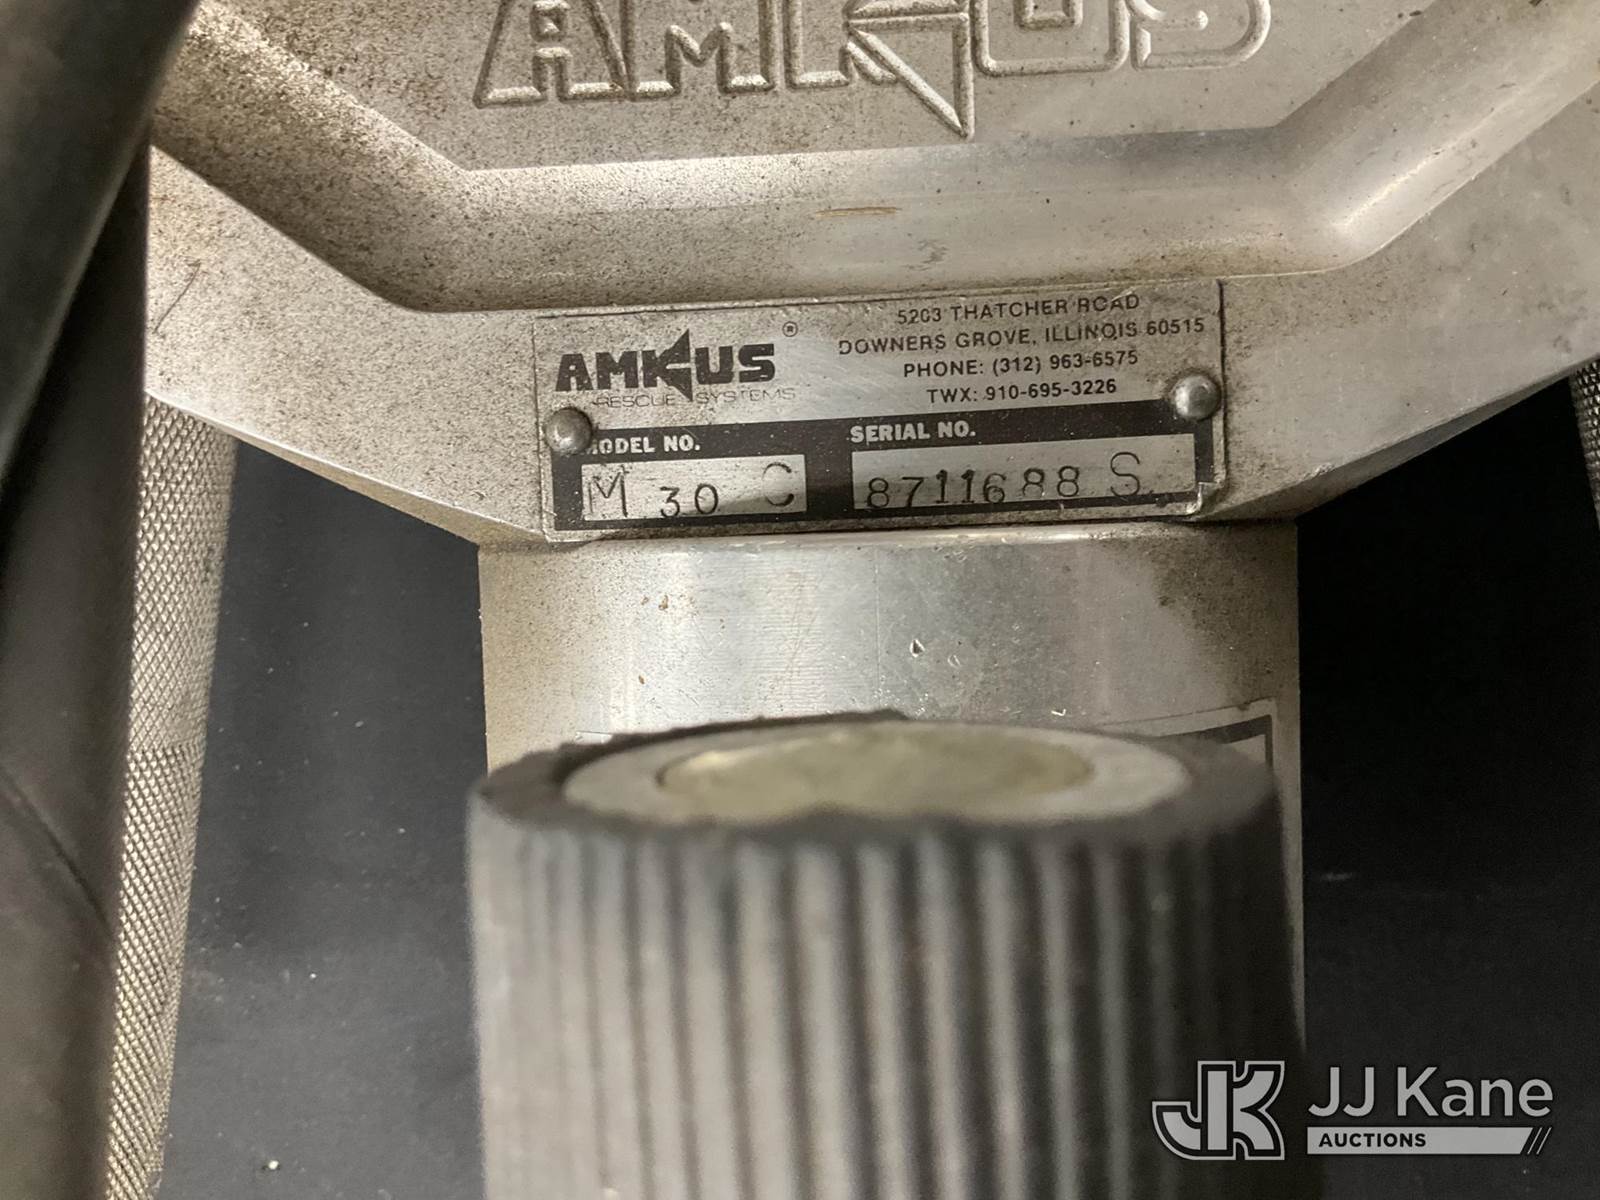 AMKUS
AMKUS®
RESCUE SYSTEMS
5203 THATCHER ROAD
DOWNERS GROVE, ILLINOIS 60515
PHONE: (312) 963-6575
TWX: 910-695-3226
MODEL NO.
M 30 C
SERIAL NO.
8711688 S
JK
JJ Kane
AUCTIONS